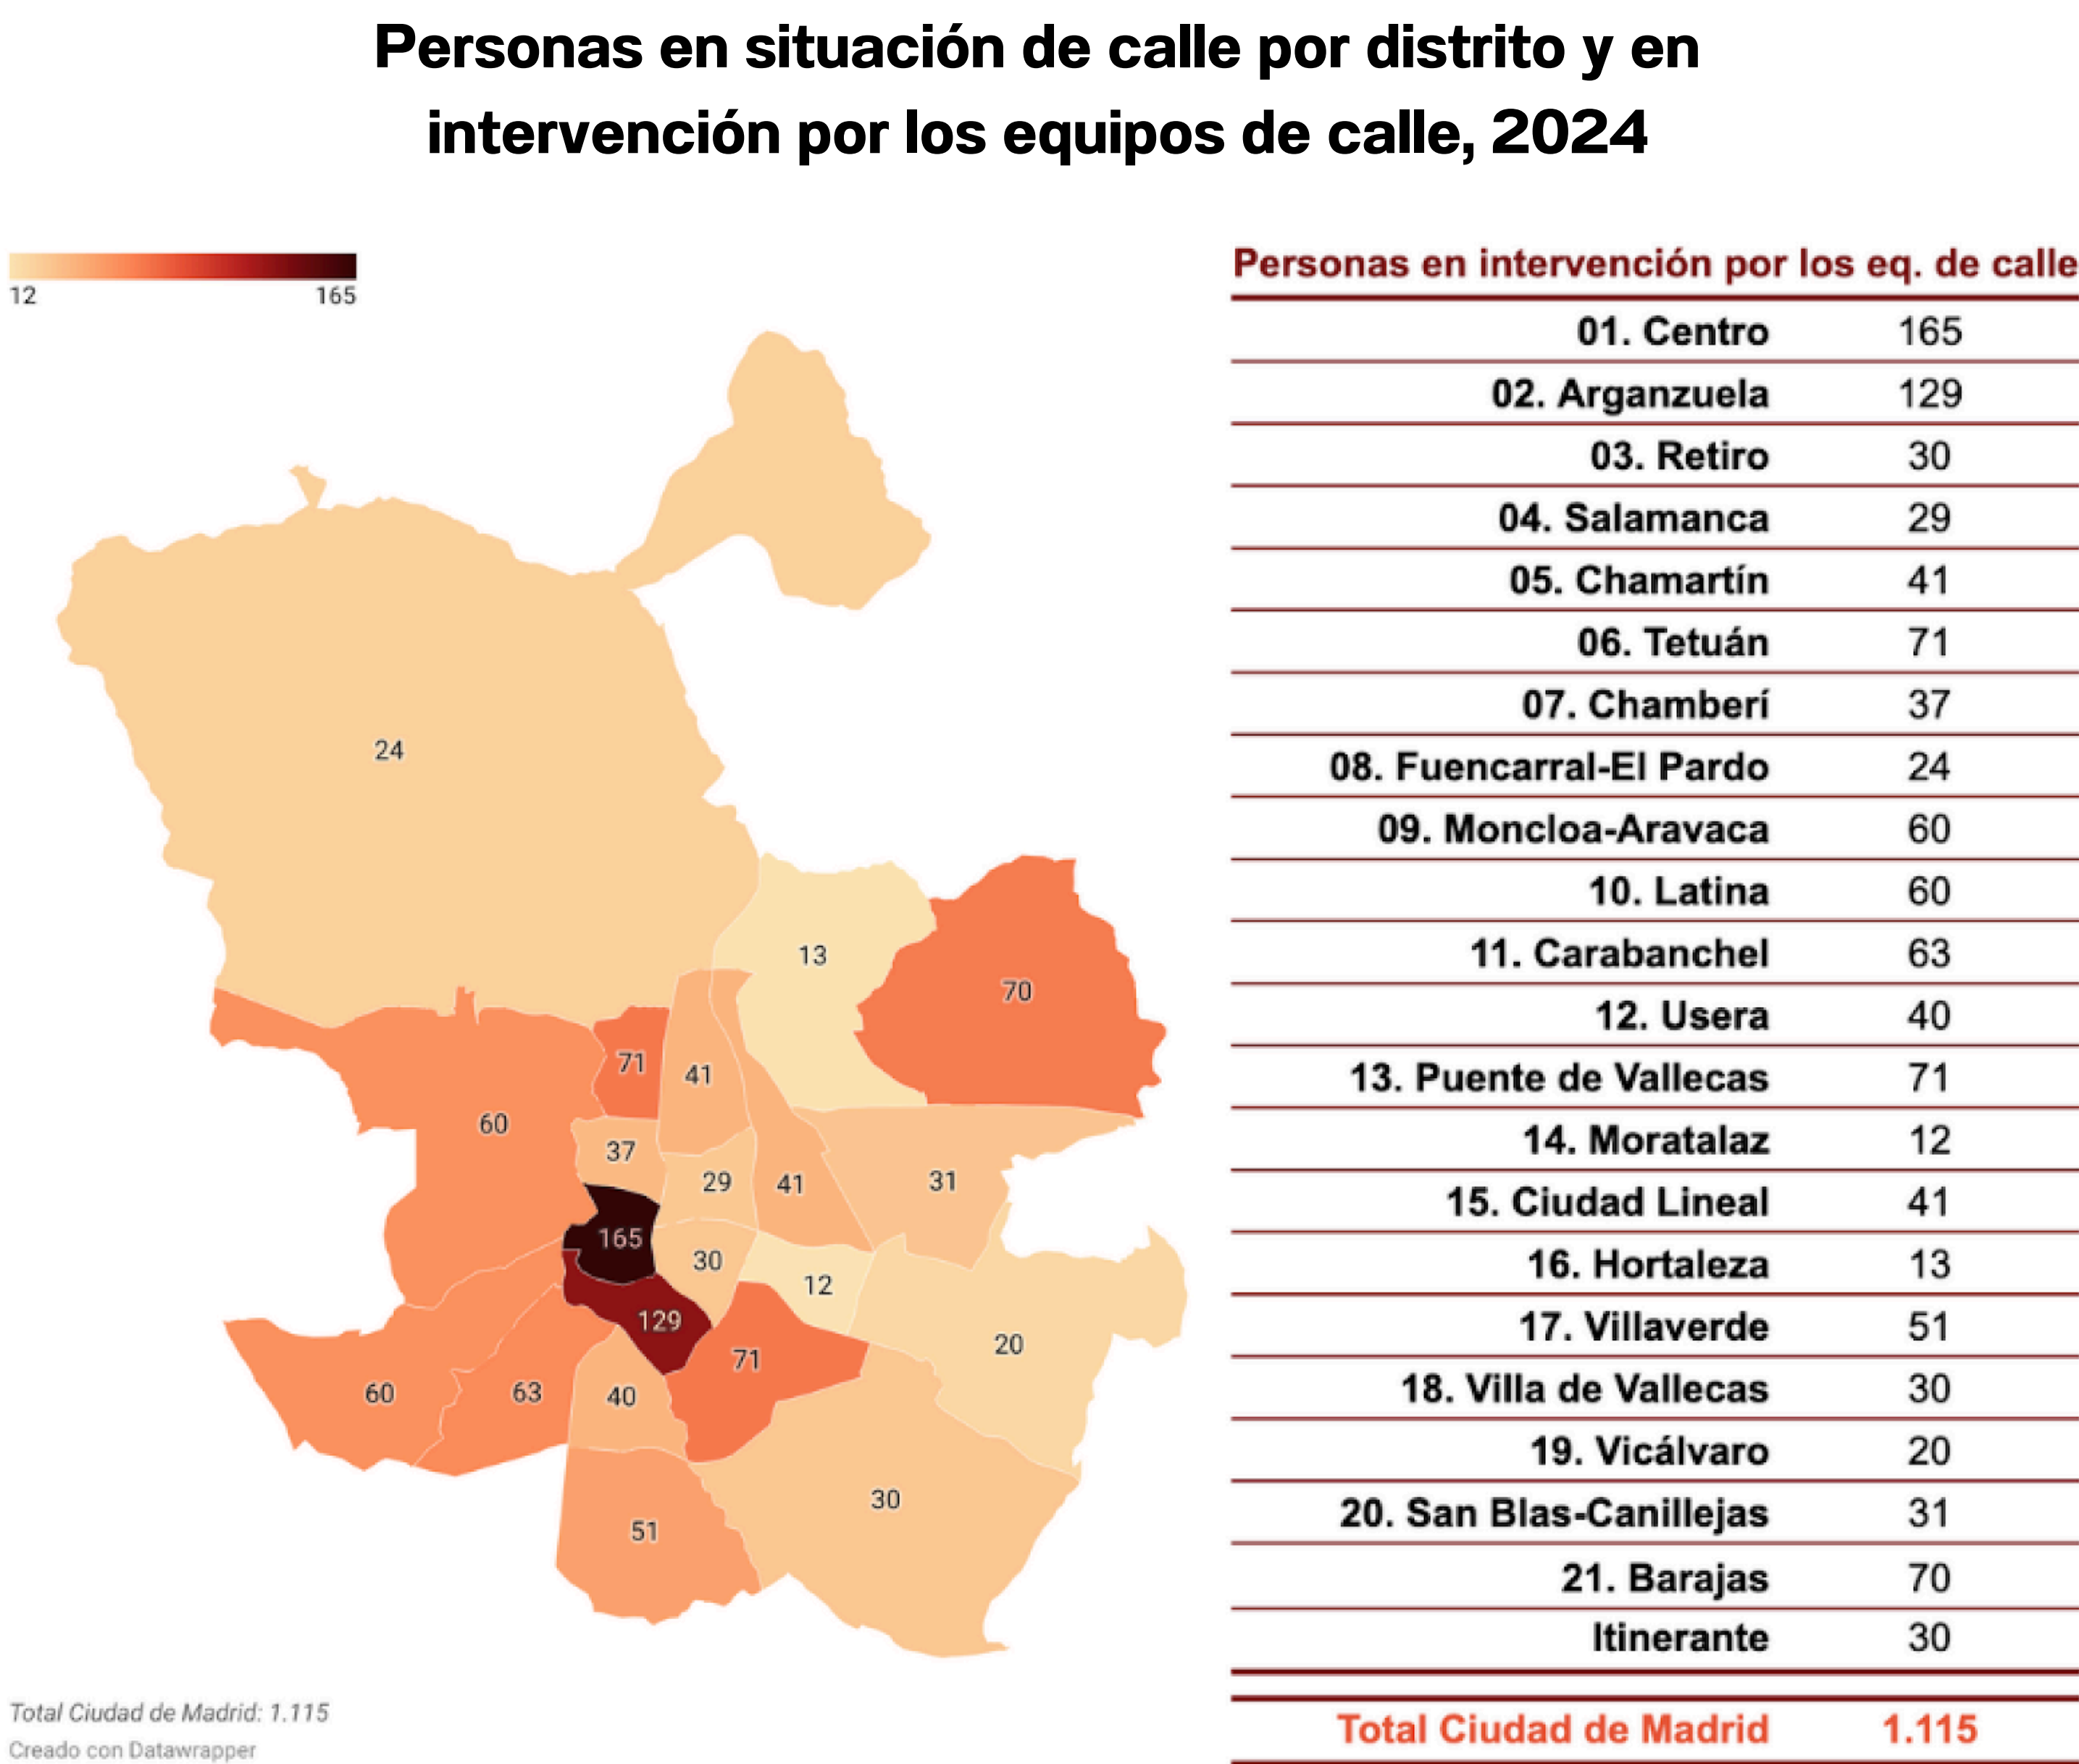 Personas en situación de calle por distrito y en
intervención por los equipos de calle, 2024
12 165
24
13
70
71
41
60
37
29
41
31
165
30
12
129
20
71
60
63
40
30
51
Total Ciudad de Madrid: 1.115
Creado con Datawrapper
Personas en intervención por los eq. de calle
01. Centro 165
02. Arganzuela 129
03. Retiro 30
04. Salamanca 29
05. Chamartín 41
06. Tetuán 71
07. Chamberí 37
08. Fuencarral-El Pardo 24
09. Moncloa-Aravaca 60
10. Latina 60
11. Carabanchel 63
12. Usera 40
13. Puente de Vallecas 71
14. Moratalaz 12
15. Ciudad Lineal 41
16. Hortaleza 13
17. Villaverde 51
18. Villa de Vallecas 30
19. Vicálvaro 20
20. San Blas-Canillejas 31
21. Barajas 70
Itinerante 30
Total Ciudad de Madrid 1.115